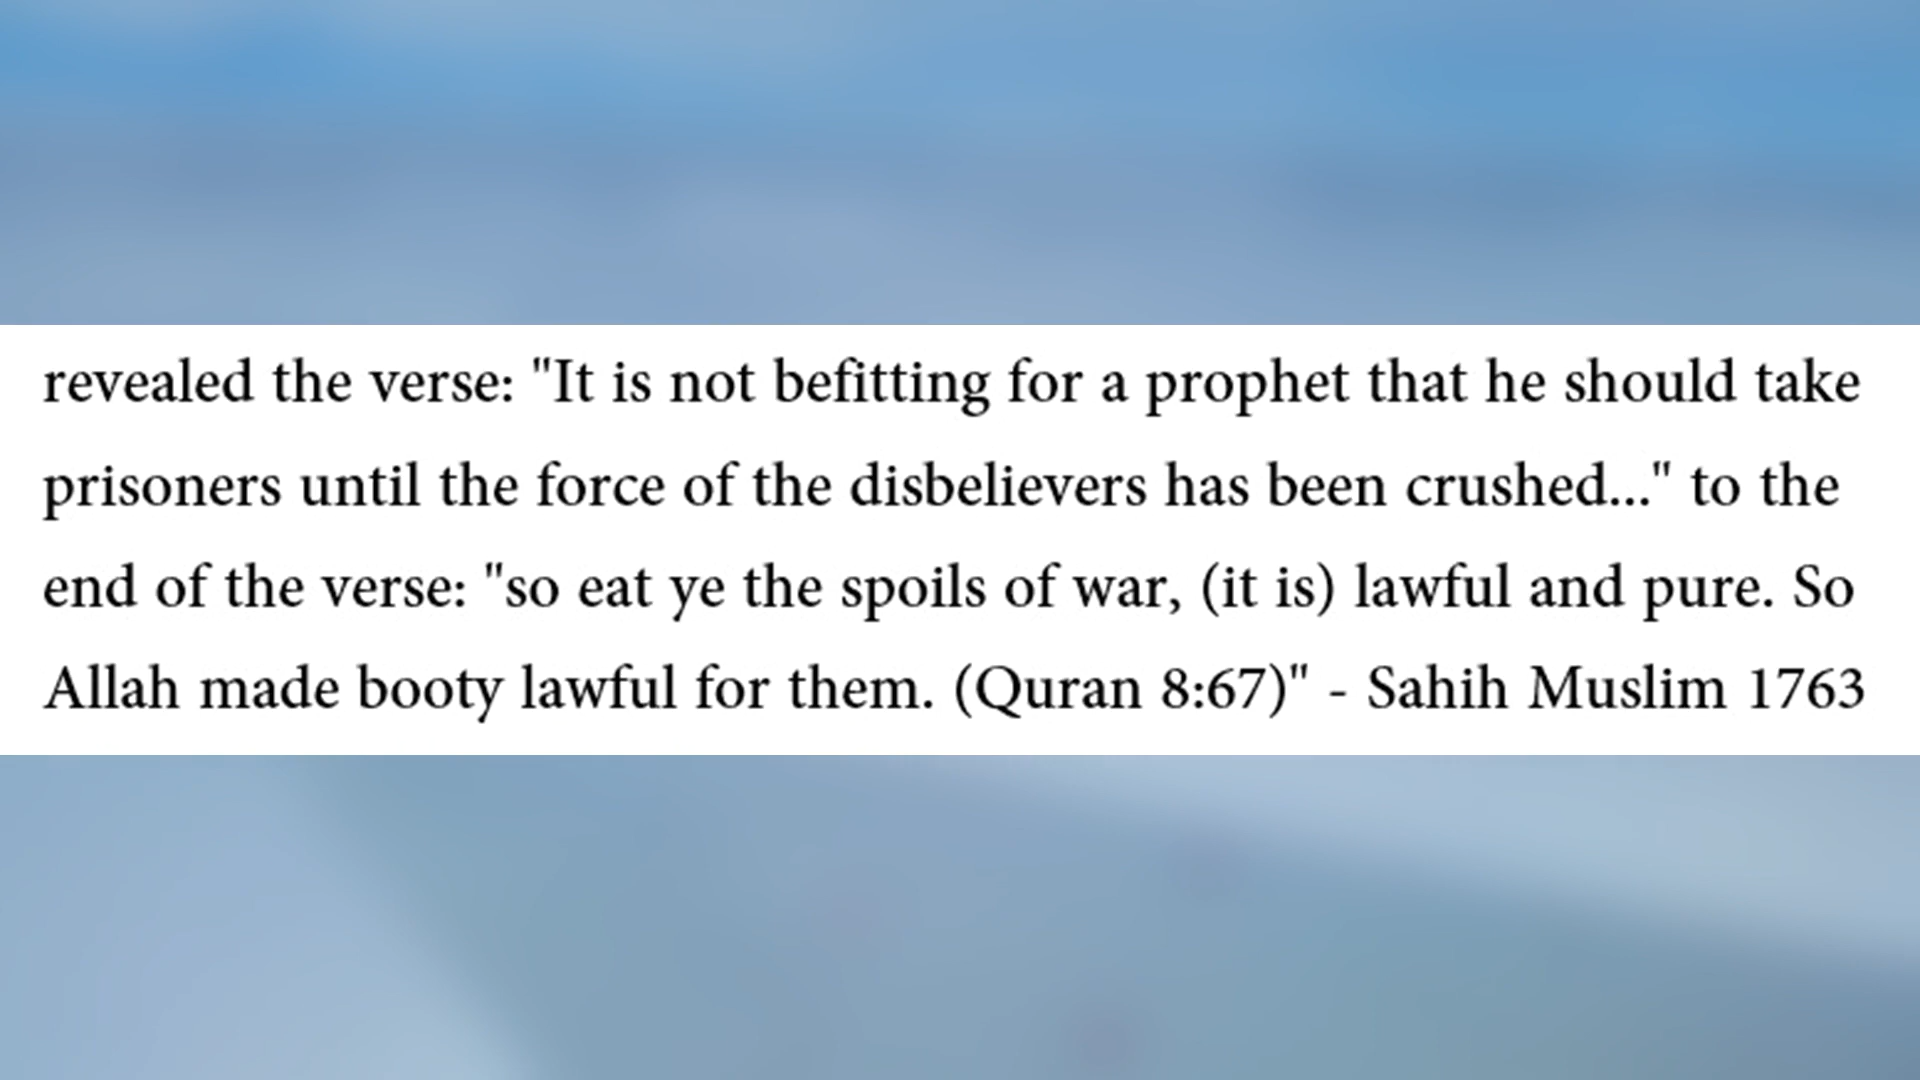 revealed the verse: "It is not befitting for a prophet that he should take
prisoners until the force of the disbelievers has been crushed..." to the
end of the verse: "so eat ye the spoils of war, (it is) lawful and pure. So
Allah made booty lawful for them. (Quran 8:67)" - Sahih Muslim 1763